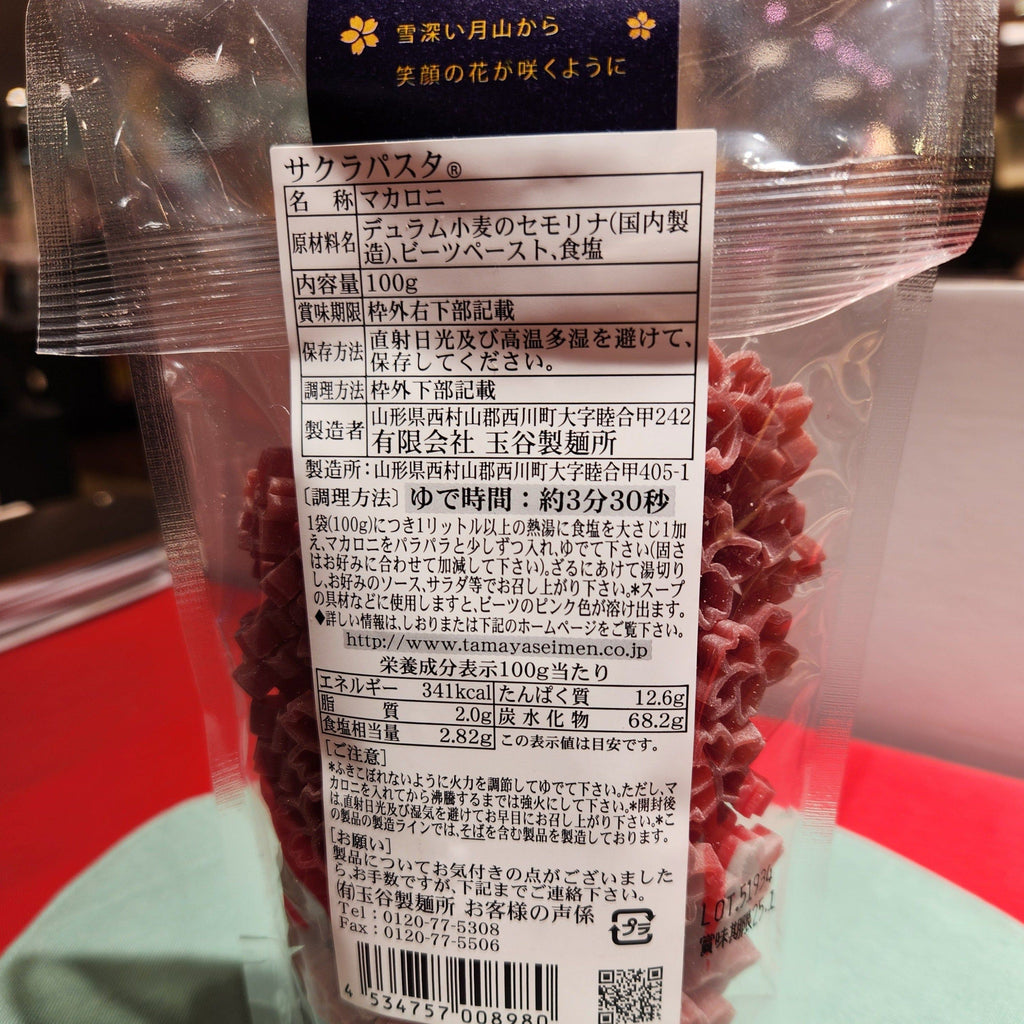 雪深い月山から
笑顔の花が咲くように
サクラパスタ®
名 称 マカロニ
原材料名 デュラム小麦のセモリナ(国内製
造)、ビーツペースト、食塩
内容量 100g
賞味期限 枠外右下部記載
保存方法 直射日光及び高温多湿を避けて、
保存してください。
調理方法 枠外下部記載
製造者 山形県西村山郡西川町大字睦合甲242
有限会社 玉谷製麺所
製造所：山形県西村山郡西川町大字睦合甲405-1
〔調理方法〕ゆで時間：約3分30秒
1袋(100g)につき1リットル以上の熱湯に食塩を大さじ1加
え、マカロニをパラパラと少しずつ入れ、ゆでて下さい(固さ
はお好みに合わせて加減して下さい)。ざるにあけて湯切り
し、お好みのソース、サラダ等でお召し上がり下さい。*スープ
の具材などに使用しますと、ビーツのピンク色が溶け出ます。
◆詳しい情報は、しおりまたは下記のホームページをご覧下さい。
http://www.tamayaseimen.co.jp
栄養成分表示100g当たり
エネルギー 341kcal たんぱく質 12.6g
脂 質 2.0g 炭水化物 68.2g
食塩相当量 2.82g この表示値は目安です。
［ご注意］
*ふきこぼれないように火力を調節してゆでて下さい。ただし、マ
カロニを入れてから沸騰するまでは強火にして下さい。*開封後
は、直射日光及び湿気を避けてお早目にお召し上がり下さい。*こ
の製品の製造ラインでは、そばを含む製品を製造しております。
［お願い］
製品についてお気付きの点がございました
ら、お手数ですが、下記までご連絡下さい。
(有)玉谷製麺所 お客様の声係
Tel：0120-77-5308
Fax：0120-77-5506
プラ
4 534757 008980
賞味期限